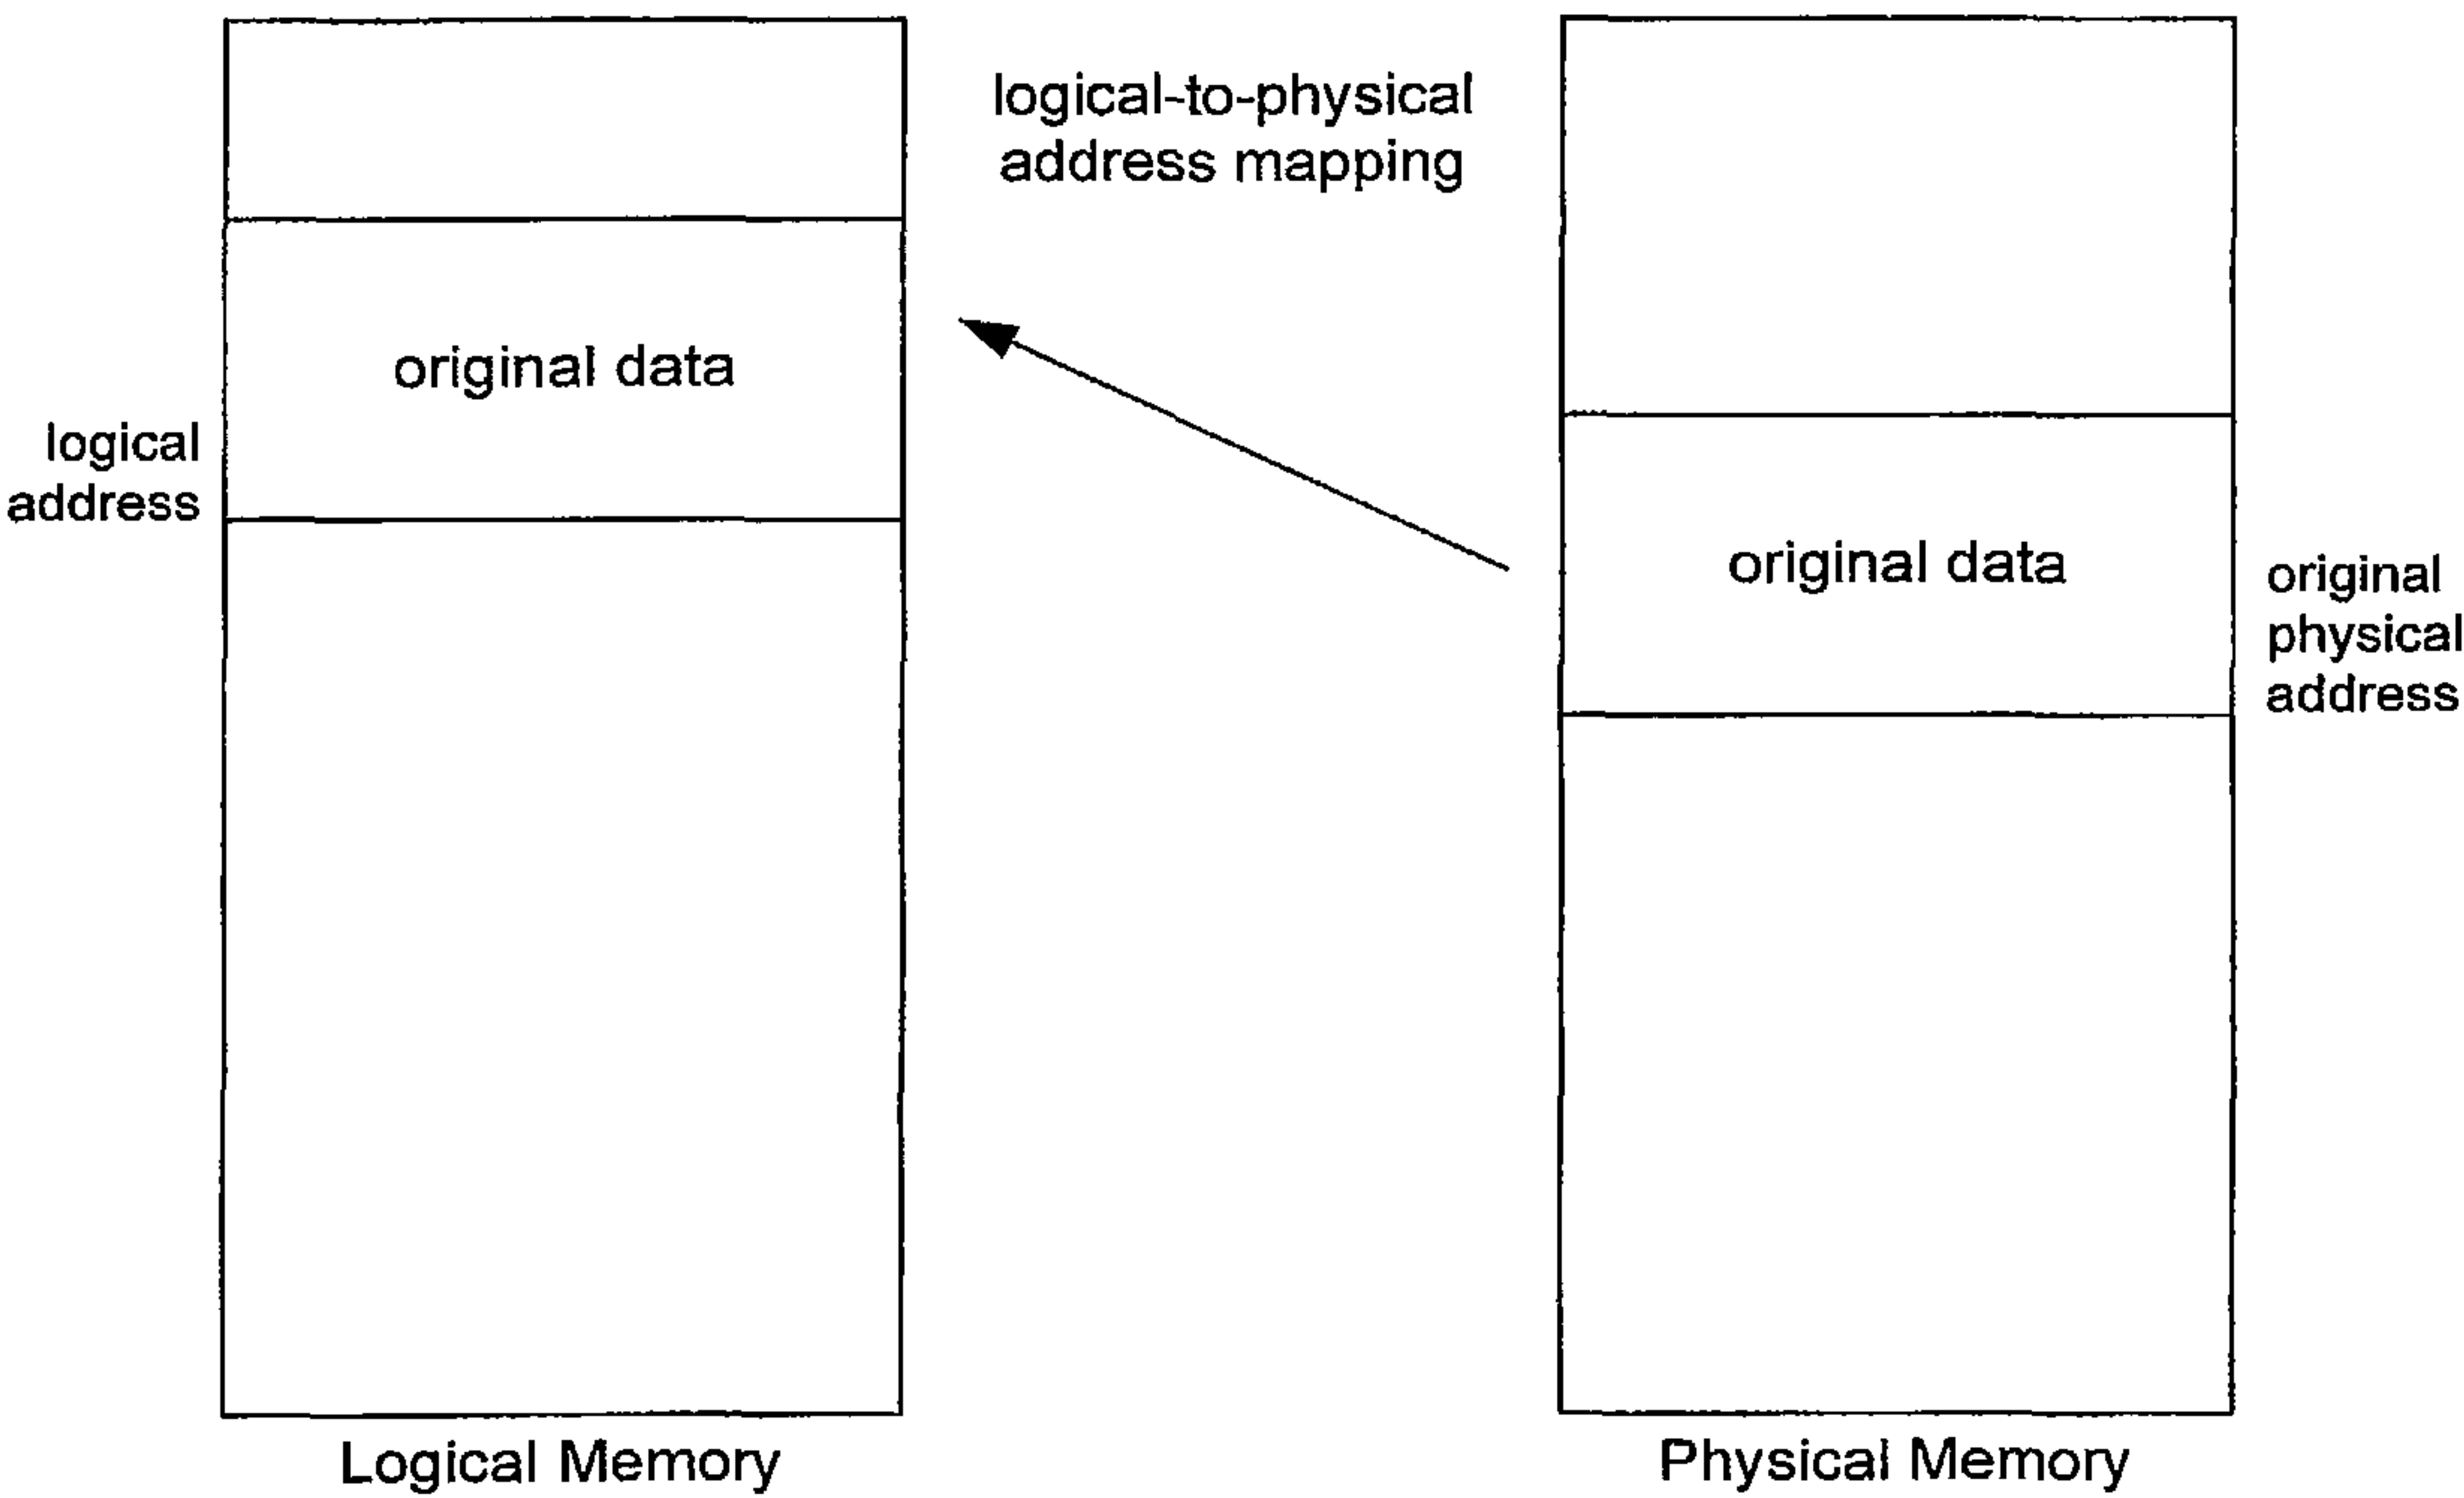 logical-to-physical
address mapping
original data
logical
address
original data
original
physical
address
Logical Memory
Physical Memory